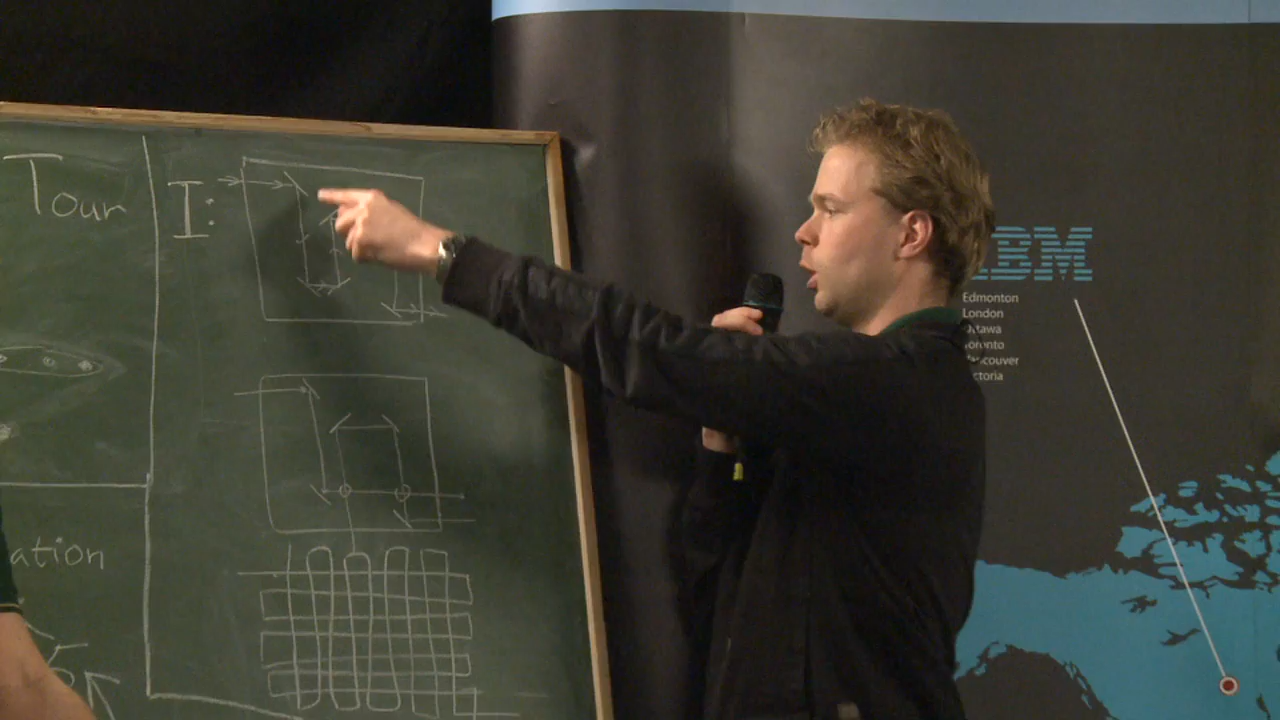 Tour
I:
ation
IBM
Edmonton
London
Ottawa
Toronto
Vancouver
Victoria